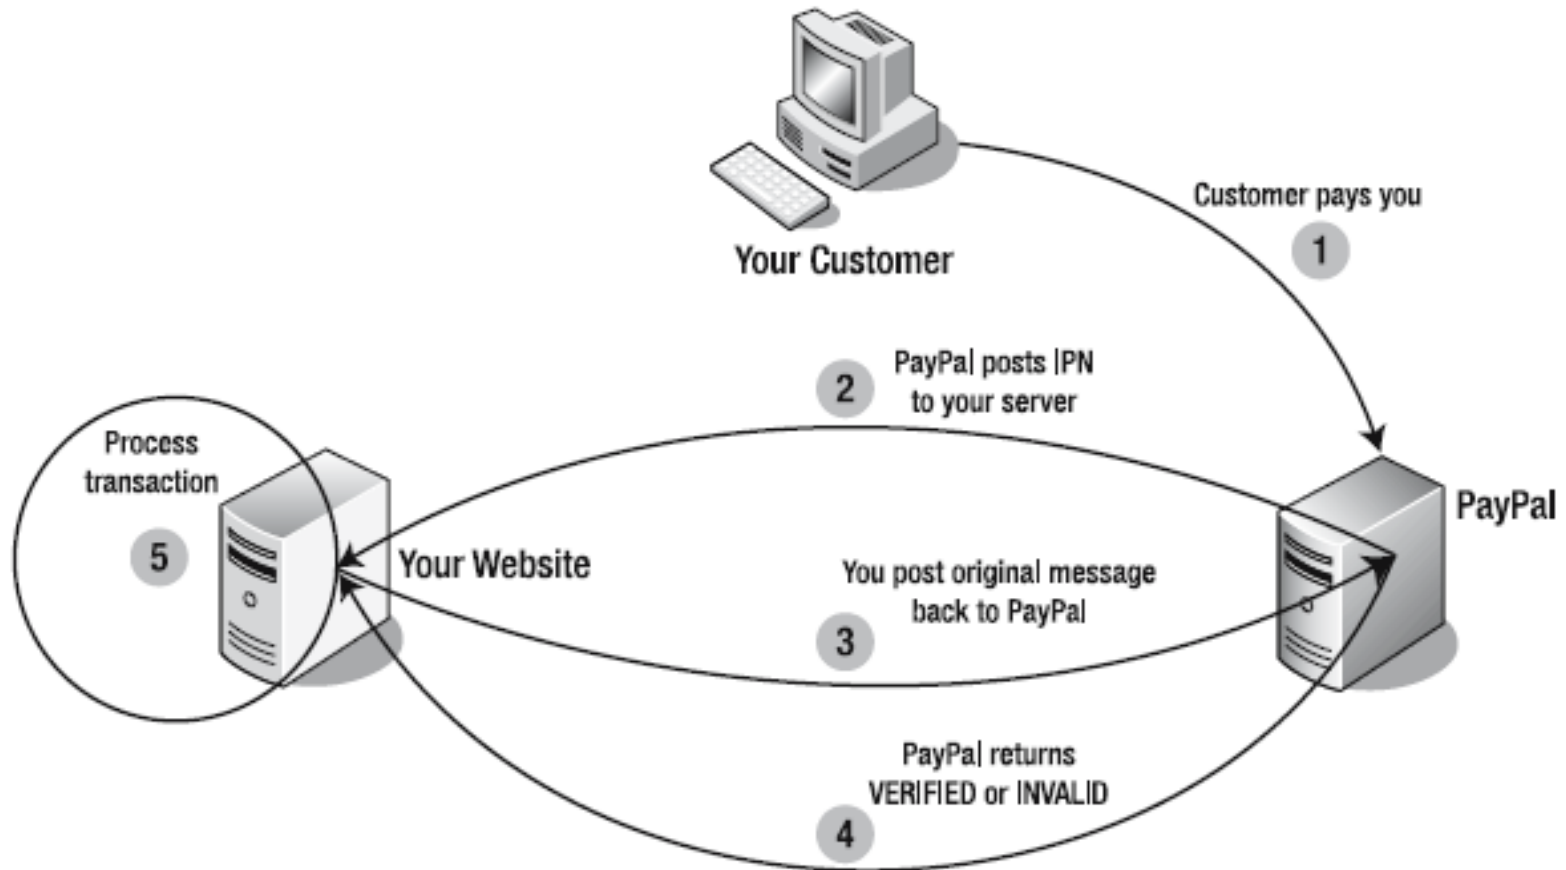 Customer pays you
1
Your Customer
2
PayPal posts IPN
to your server
Process
transaction
PayPal
5
Your Website
You post original message
back to PayPal
3
PayPal returns
VERIFIED or INVALID
4